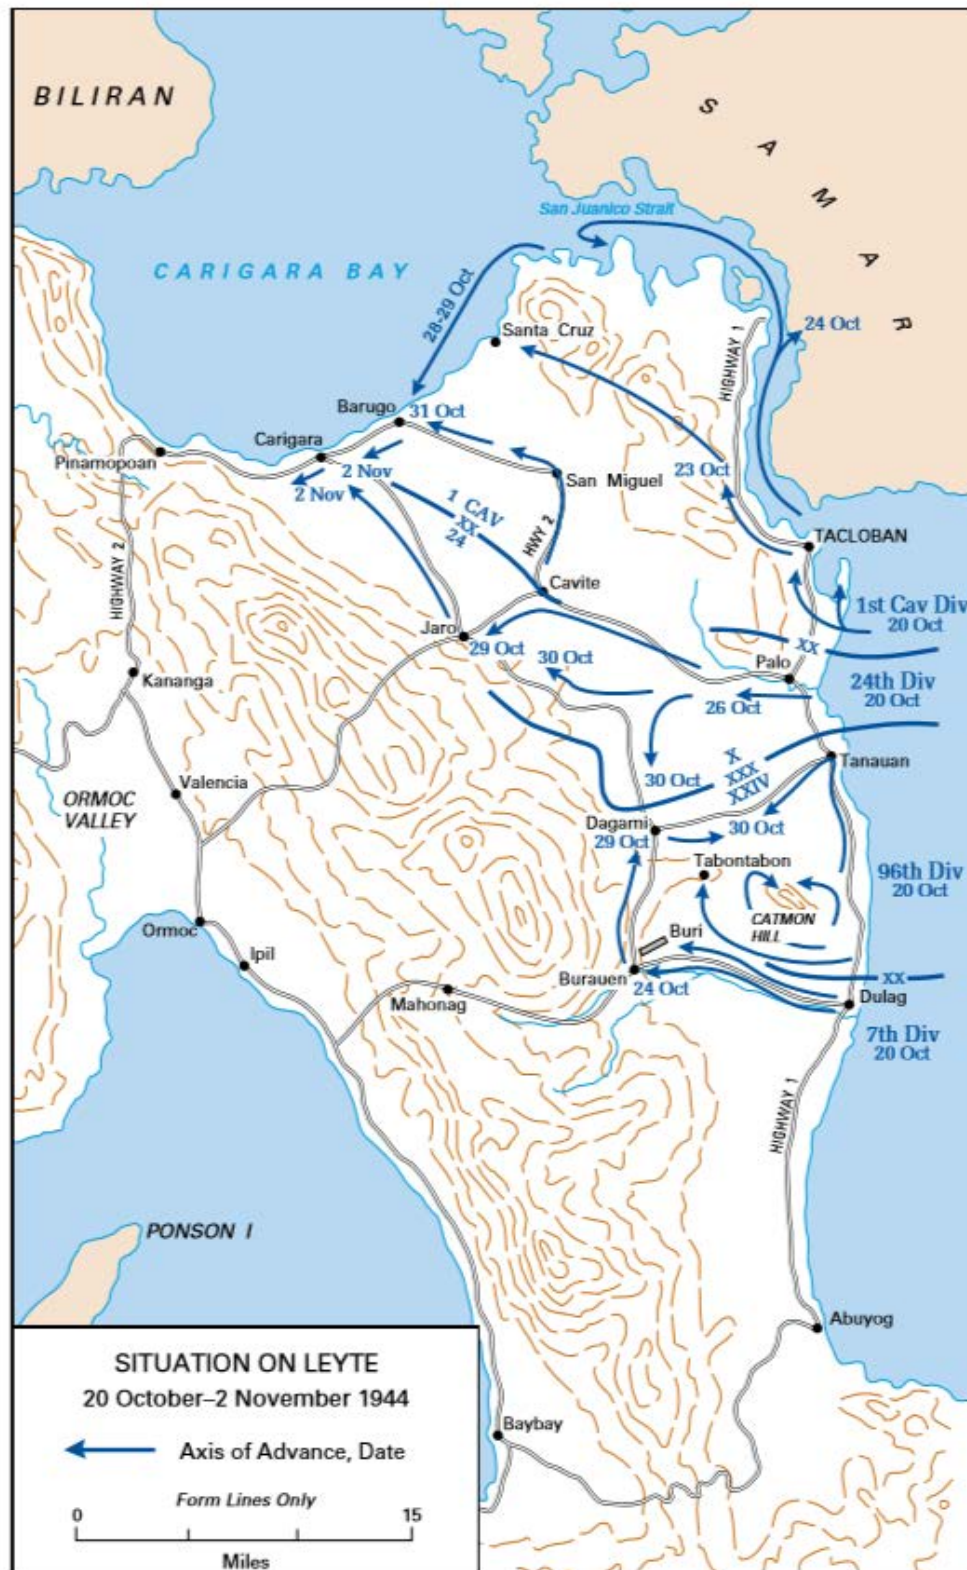 BILIRAN
SAMAR
San Juanico Strait
CARIGARA BAY
28-29 Oct
HIGHWAY 1
24 Oct
Santa Cruz
Barugo
31 Oct
Carigara
Pinamopoan
2 Nov
2 Nov
San Miguel
23 Oct
1 CAV
XX
24
HWY 2
TACLOBAN
HIGHWAY 2
Cavite
1st Cav Div
20 Oct
Jaro
29 Oct
XX
Palo
30 Oct
24th Div
20 Oct
Kananga
26 Oct
X
XXX
XXIV
Tanauan
30 Oct
Valencia
ORMOC
VALLEY
Dagami
29 Oct
30 Oct
Tabontabon
96th Div
20 Oct
CATMON
HILL
Ormoc
Buri
Ipil
Burauen
24 Oct
XX
Mahonag
Dulag
7th Div
20 Oct
HIGHWAY 1
PONSON I
Abuyog
SITUATION ON LEYTE
20 October–2 November 1944
Axis of Advance, Date
Form Lines Only
0 15
Miles
Baybay